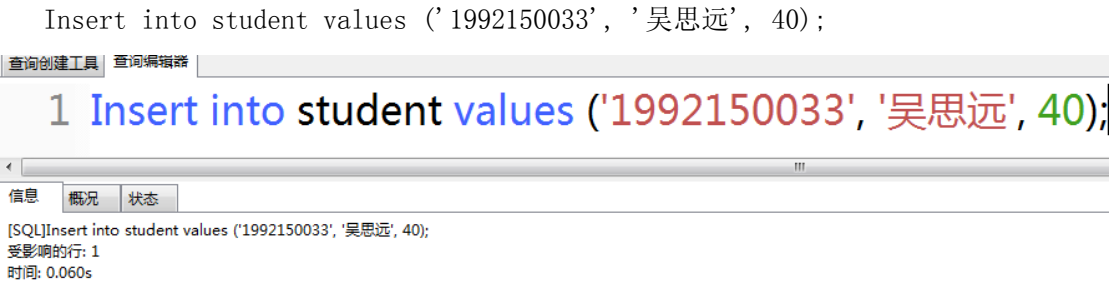 Insert into student values ('1992150033', '吴思远', 40);
查询创建工具 查询编辑器
1 Insert into student values ('1992150033', '吴思远', 40);
信息 概况 状态
[SQL]Insert into student values ('1992150033', '吴思远', 40);
受影响的行: 1
时间: 0.060s